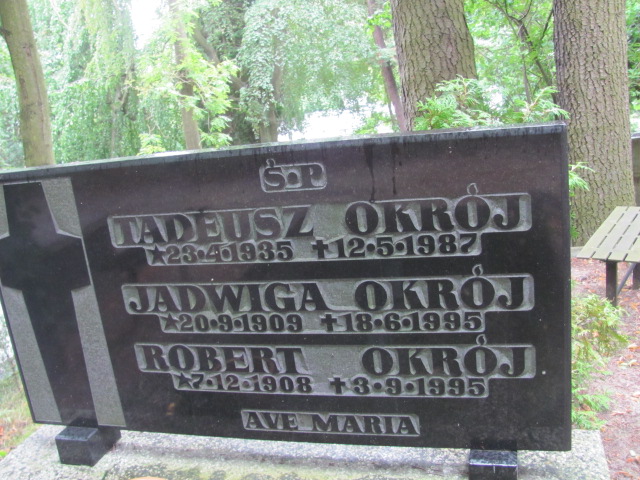 Ś·P
TADEUSZ OKRÓJ
★23·4·1935 ✝12·5·1987
JADWIGA OKRÓJ
★20·9·1909 ✝18·6·1995
ROBERT OKRÓJ
★7·12·1908 ✝3·9·1995
AVE MARIA